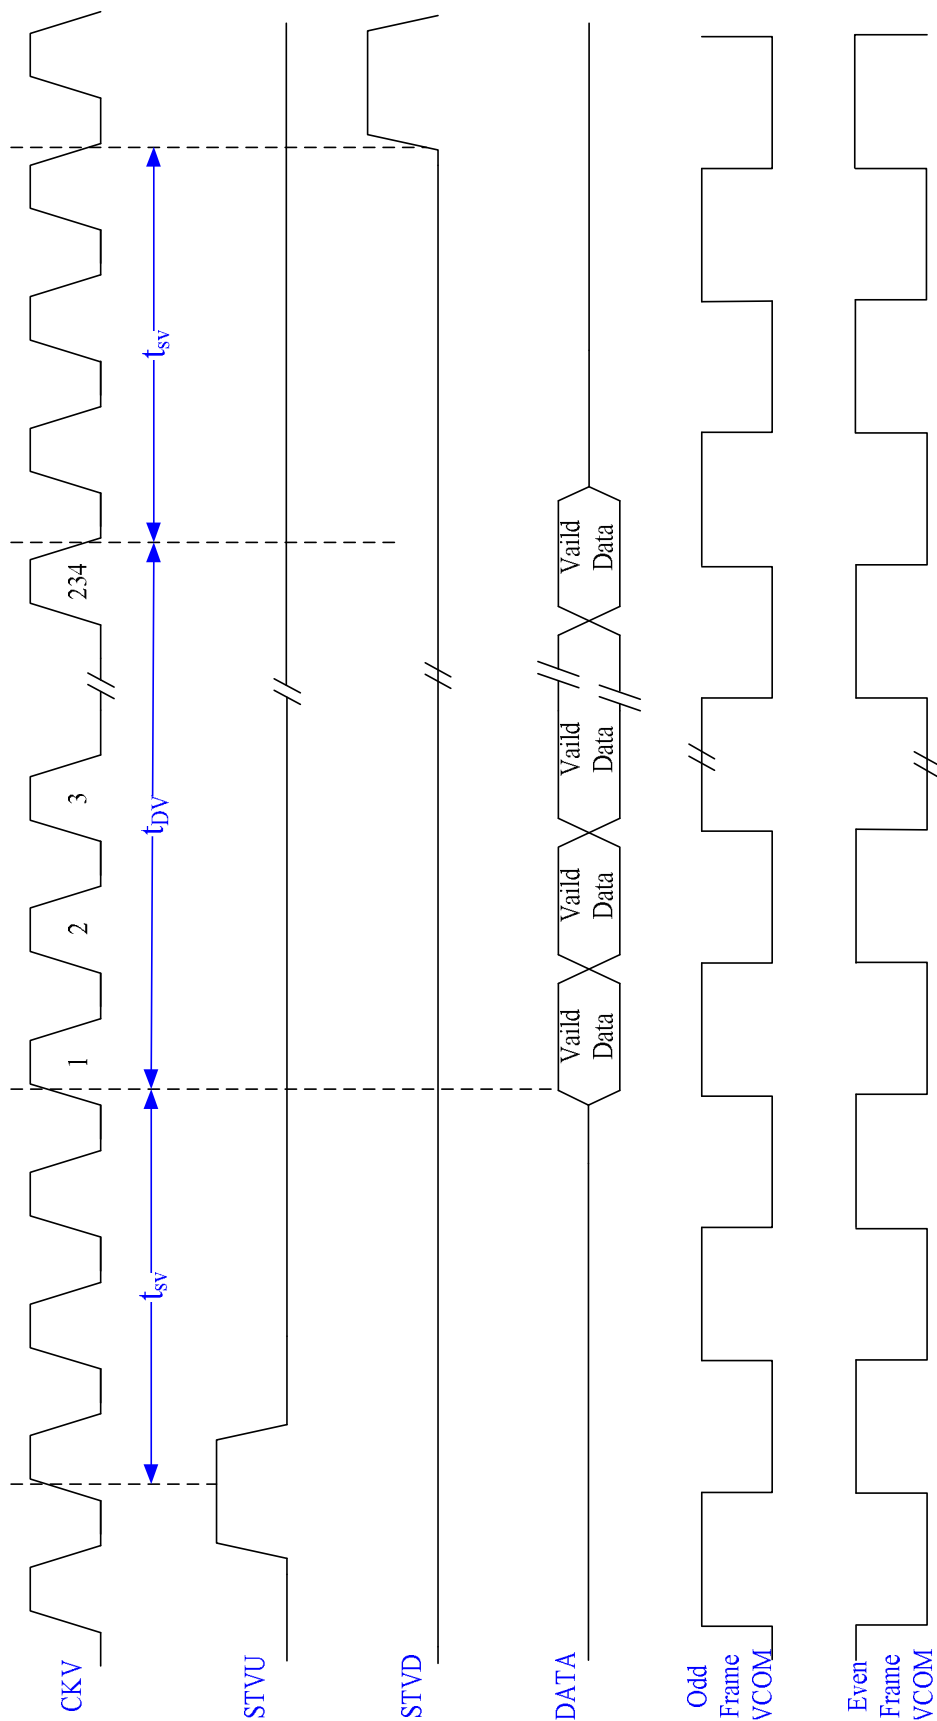 CKV
1
2
3
234
tsv
tDV
tsv
STVU
STVD
DATA
Vaild
Data
Vaild
Data
Vaild
Data
Vaild
Data
Odd
Frame
VCOM
Even
Frame
VCOM